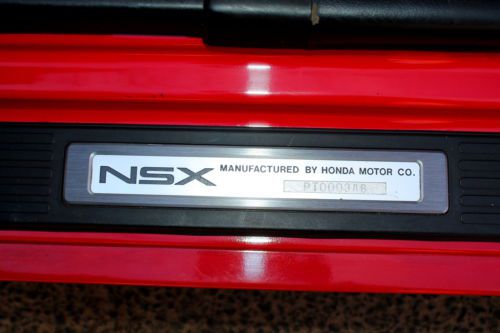 NSX MANUFACTURED BY HONDA MOTOR CO.